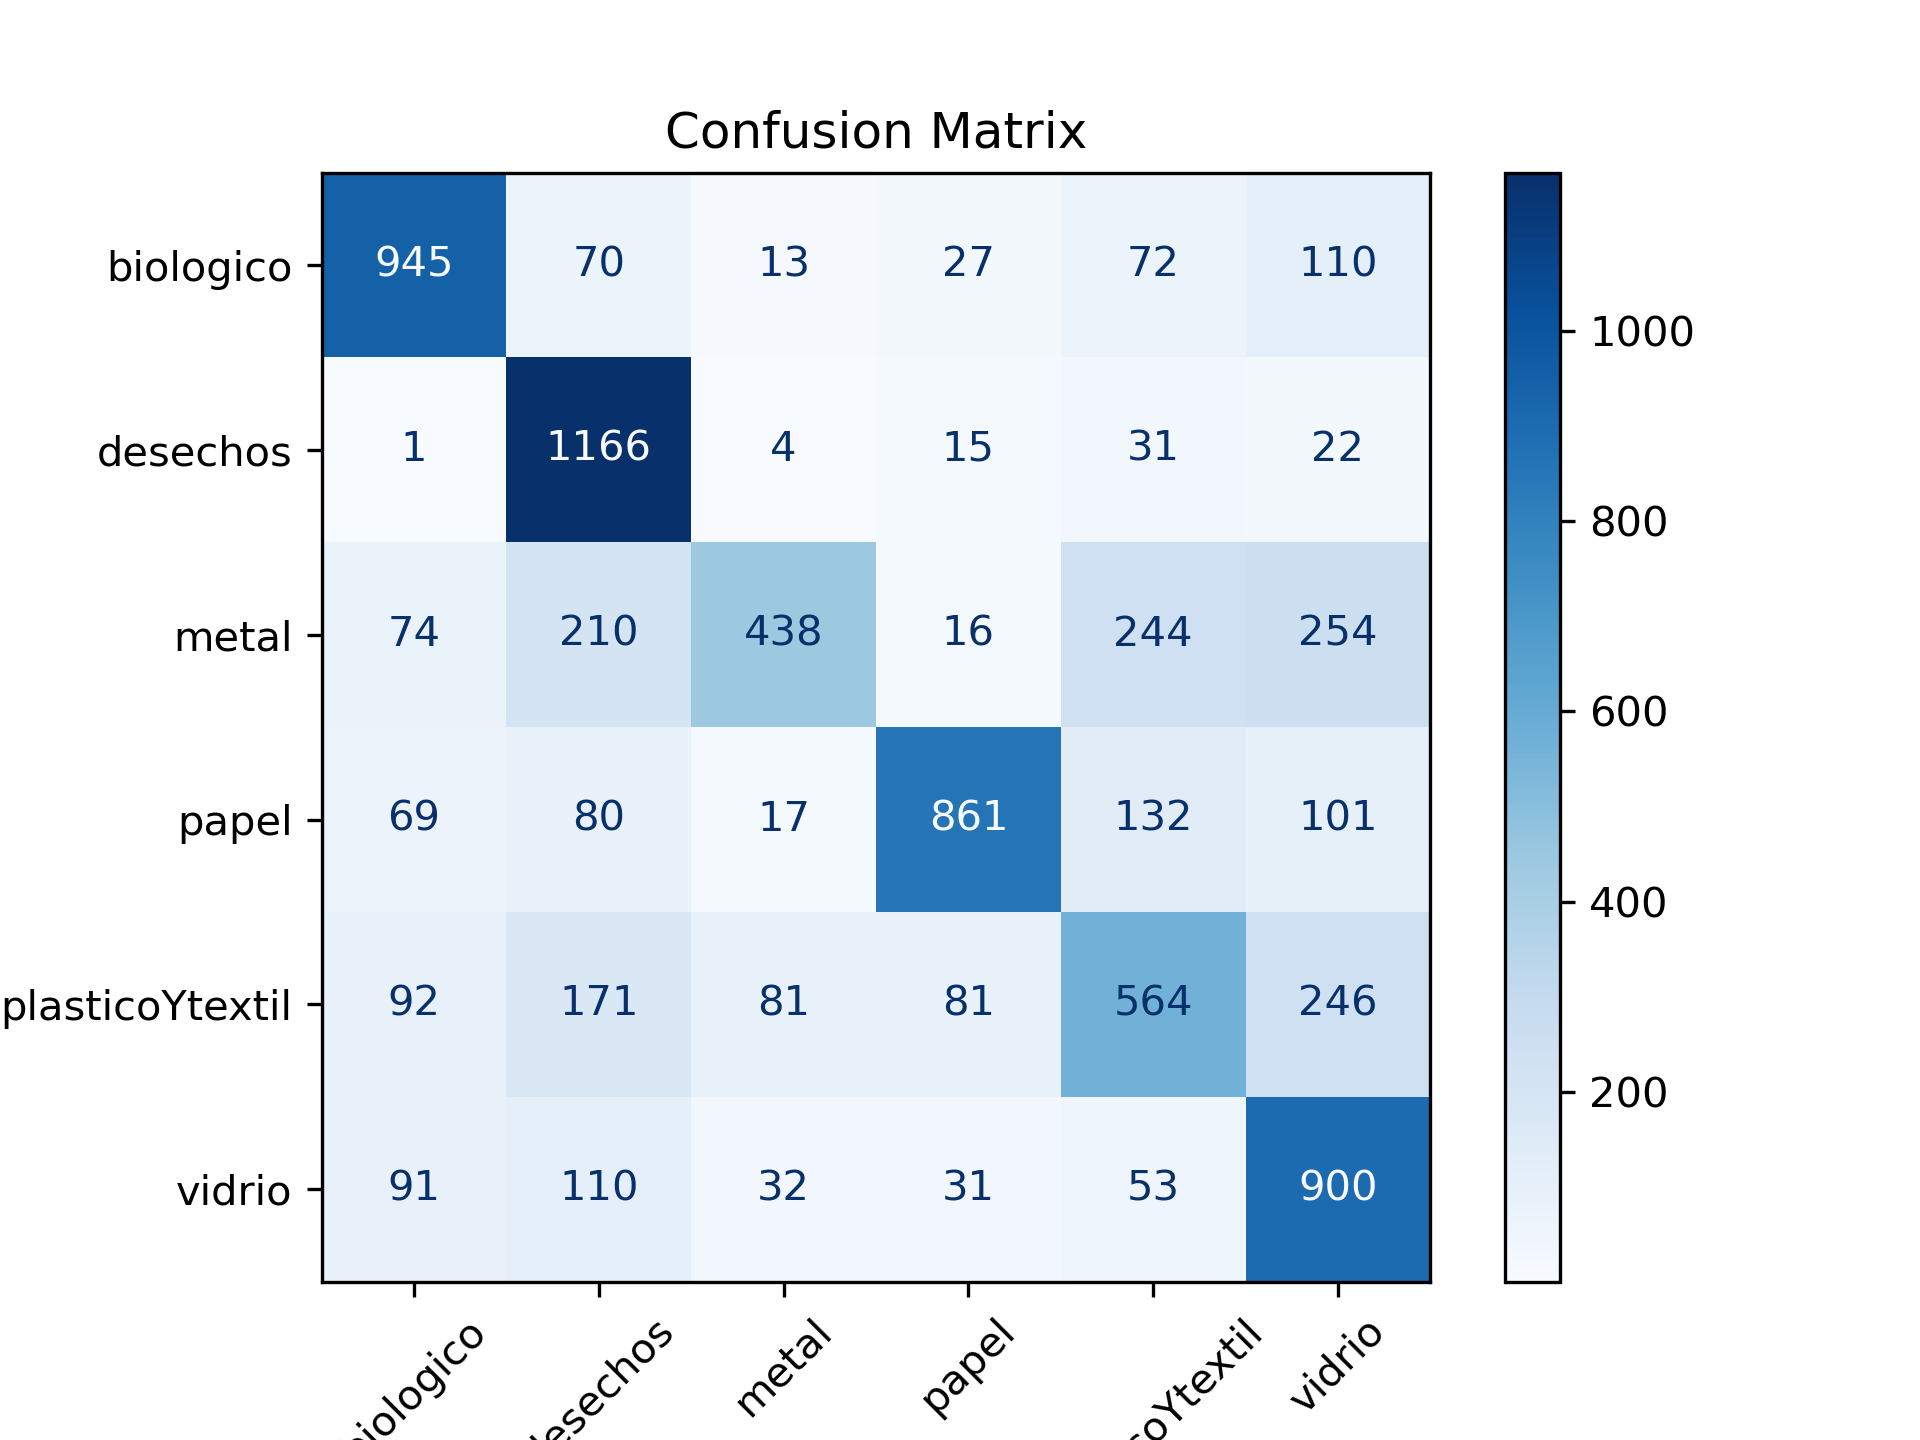 Confusion Matrix
biologico 945 70 13 27 72 110
desechos 1 1166 4 15 31 22
metal 74 210 438 16 244 254
papel 69 80 17 861 132 101
plasticoYtextil 92 171 81 81 564 246
vidrio 91 110 32 31 53 900
metal papel vidrio
1000
800
600
400
200